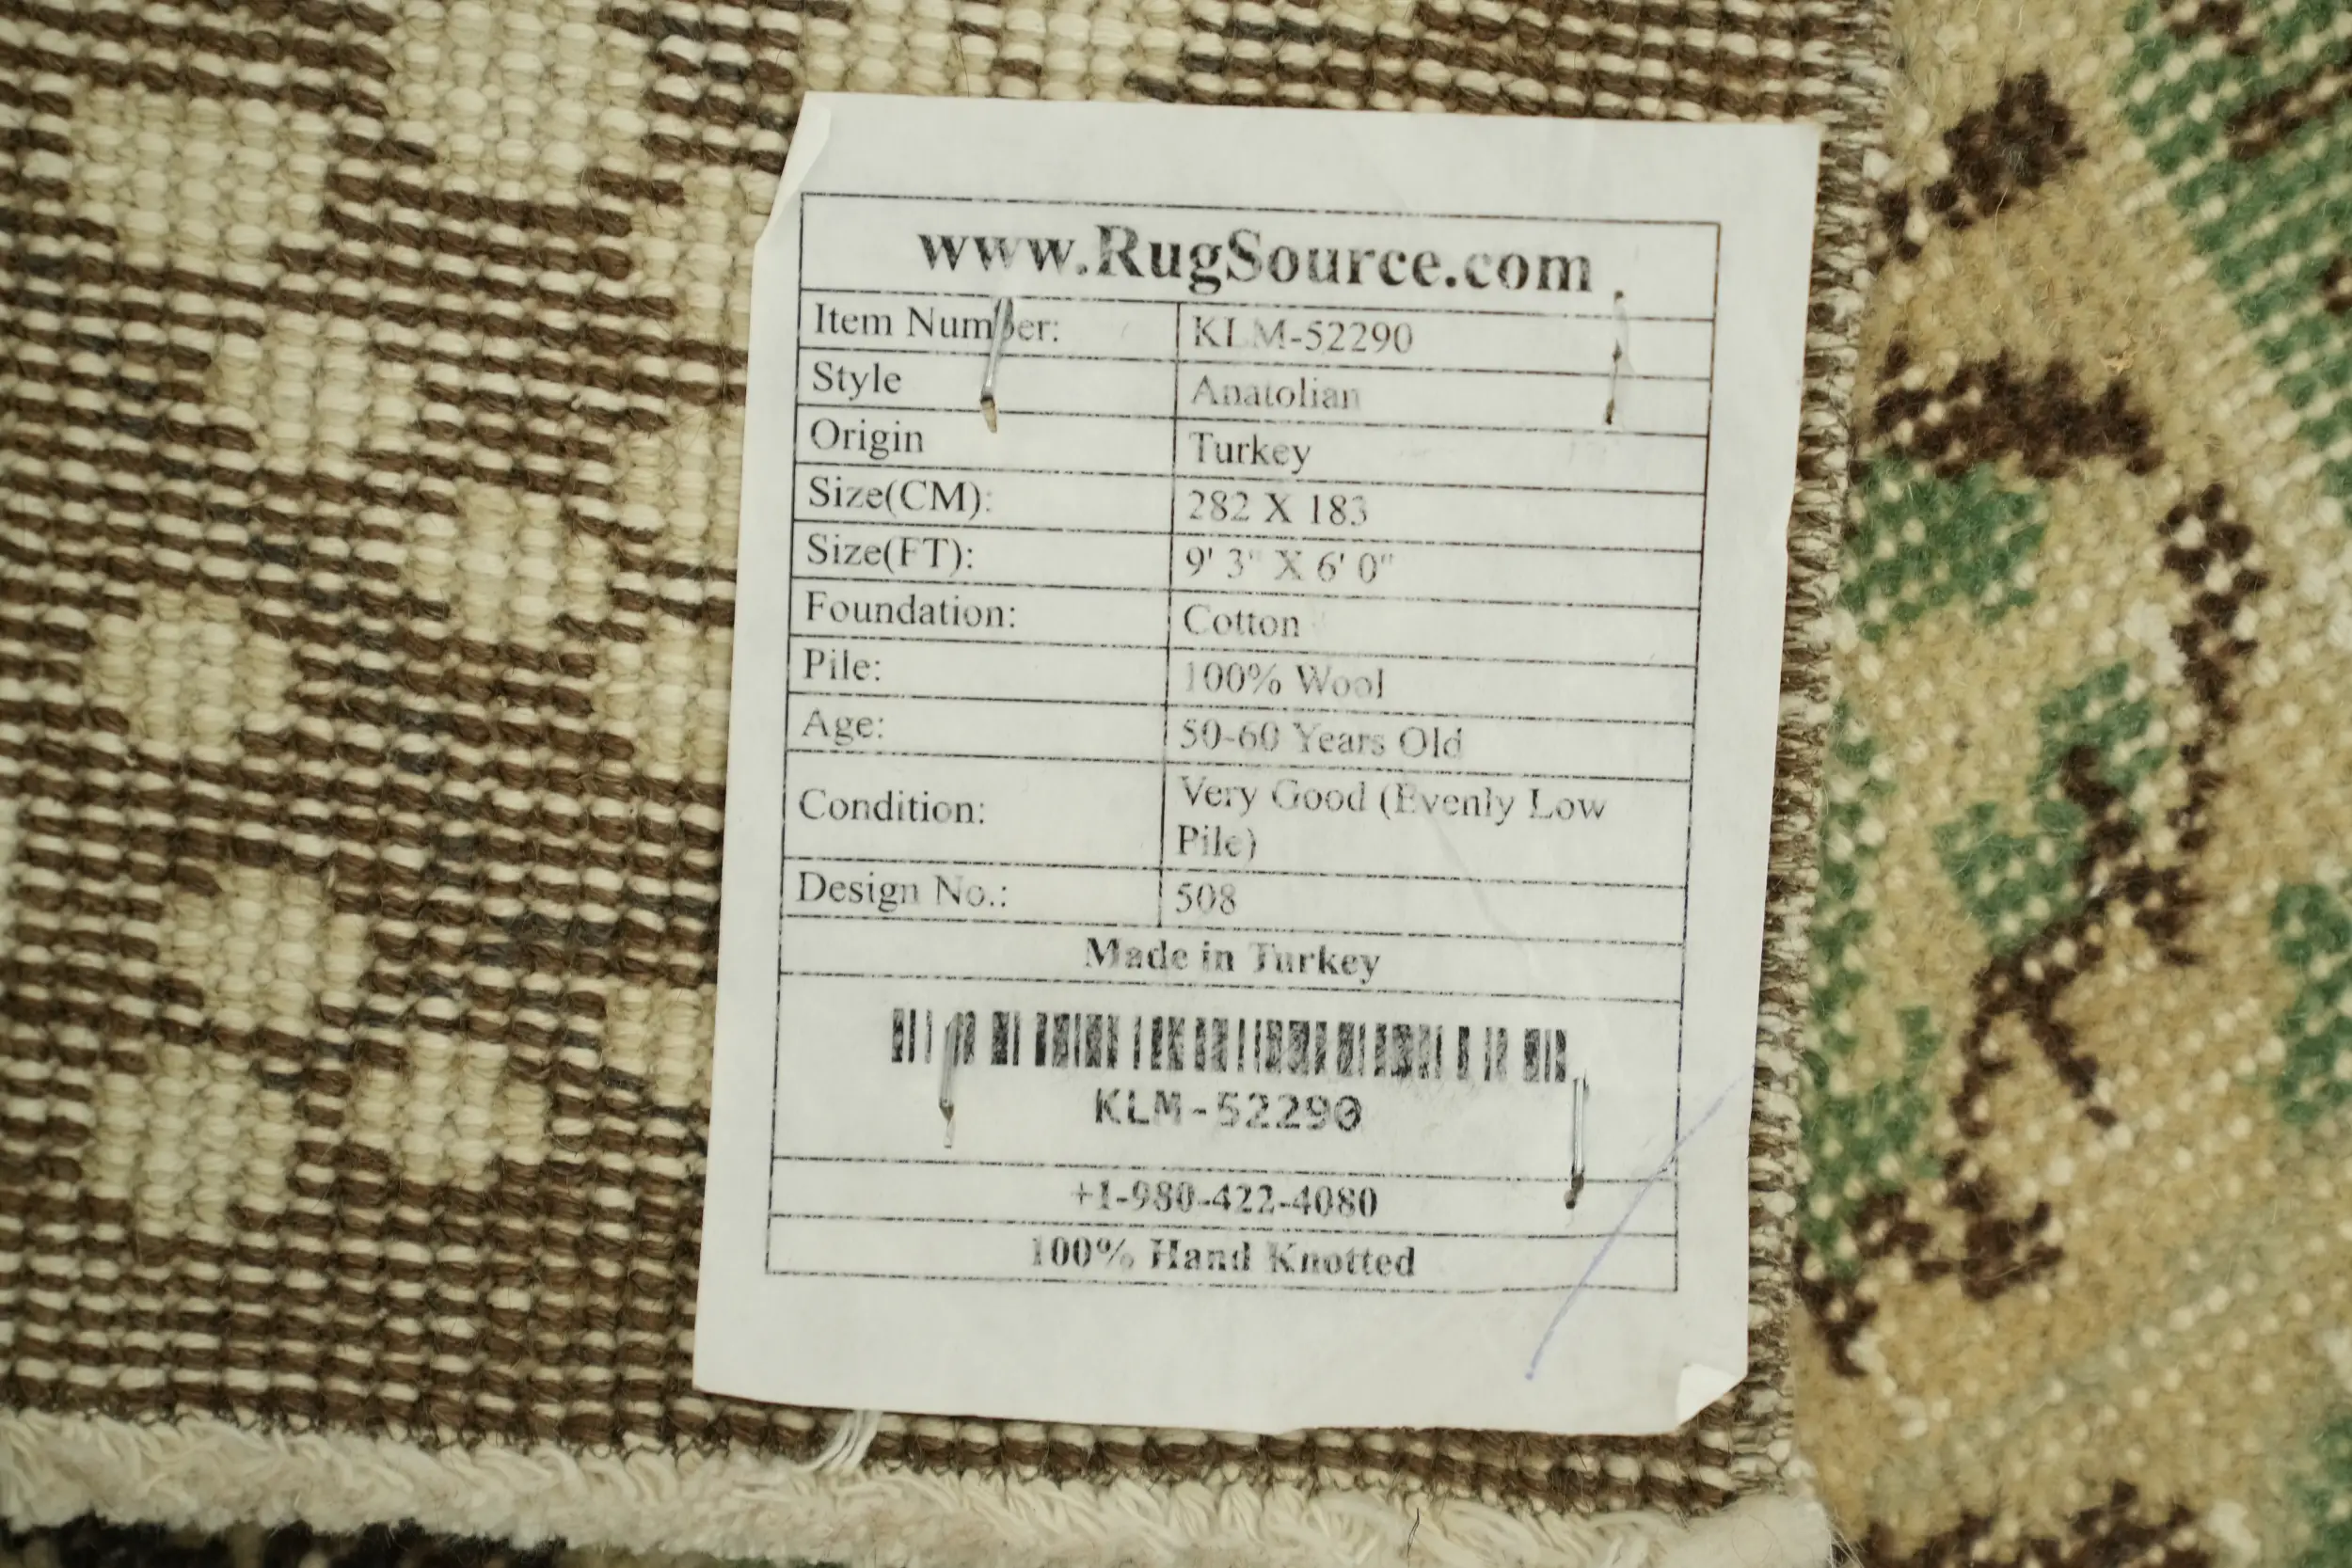 www.RugSource.com
Item Number: KLM-52290
Style Anatolian
Origin Turkey
Size(CM): 282 X 183
Size(FT): 9' 3" X 6' 0"
Foundation: Cotton
Pile: 100% Wool
Age: 50-60 Years Old
Condition: Very Good (Evenly Low
Pile)
Design No.: 508
Made in Turkey
KLM-52290
+1-980-422-4080
100% Hand Knotted